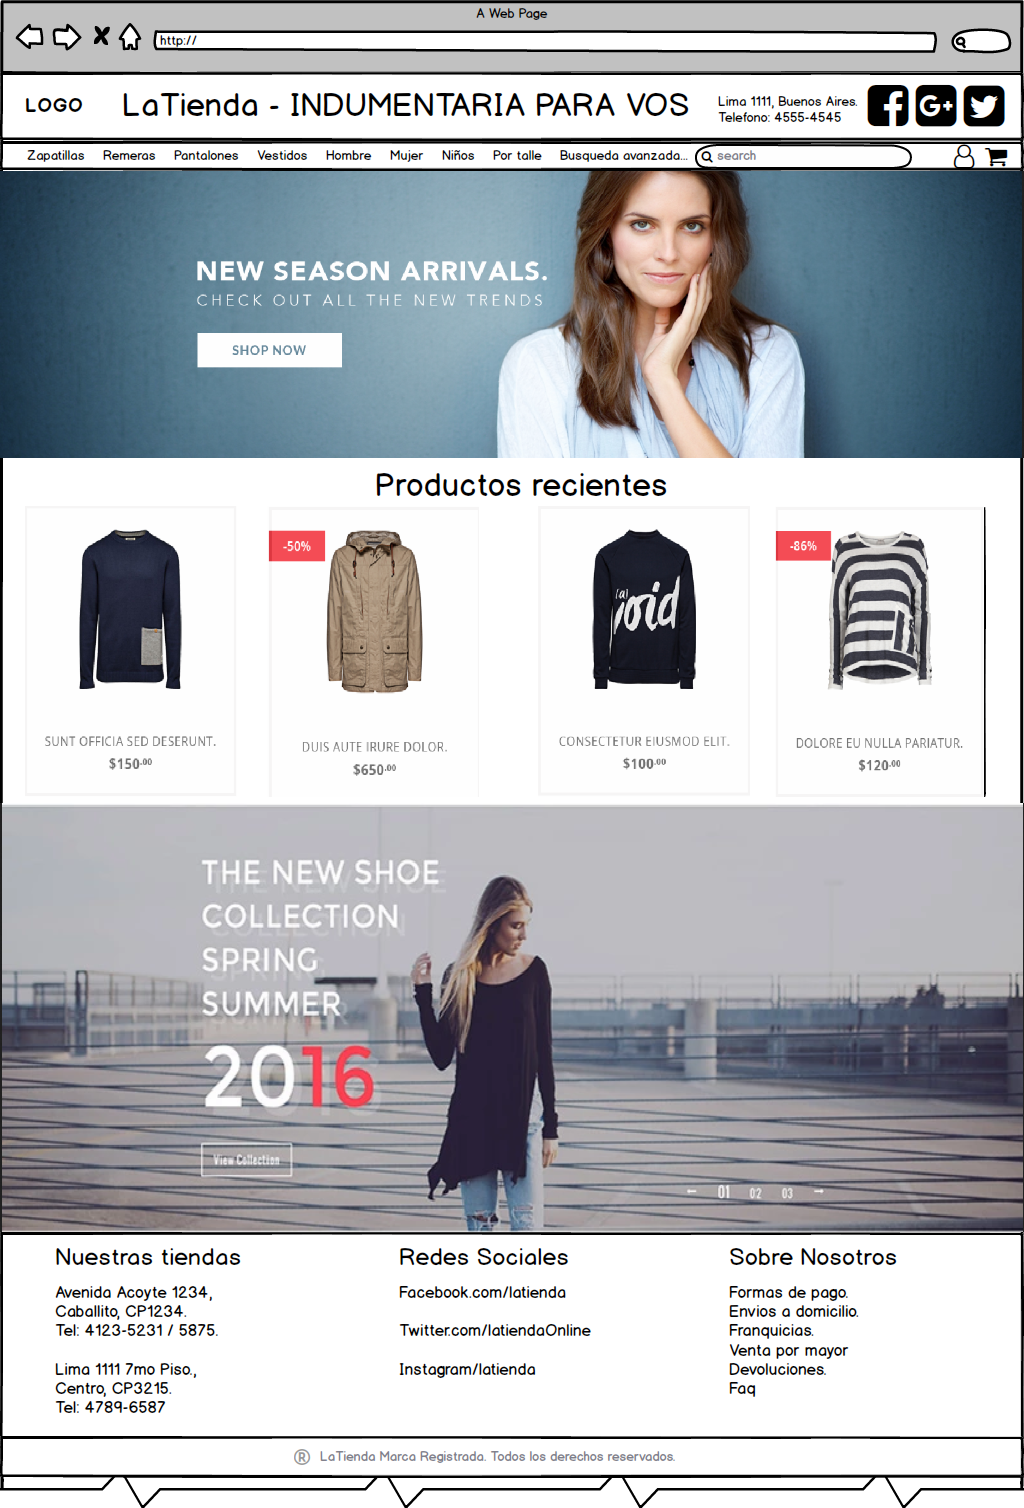 A Web Page
http://
LOGO
LaTienda - INDUMENTARIA PARA VOS
Lima 1111, Buenos Aires.
Telefono: 4555-4545
Zapatillas Remeras Pantalones Vestidos Hombre Mujer Niños Por talle Busqueda avanzada... search
NEW SEASON ARRIVALS.
CHECK OUT ALL THE NEW TRENDS
SHOP NOW
Productos recientes
-50%
-86%
(a)
void
SUNT OFFICIA SED DESERUNT.
$150.00
DUIS AUTE IRURE DOLOR.
$650.00
CONSECTETUR EIUSMOD ELIT.
$100.00
DOLORE EU NULLA PARIATUR.
$120.00
THE NEW SHOE
COLLECTION
SPRING
SUMMER
2016
View Collection
← 01 02 03 →
Nuestras tiendas
Avenida Acoyte 1234,
Caballito, CP1234.
Tel: 4123-5231 / 5875.
Lima 1111 7mo Piso.,
Centro, CP3215.
Tel: 4789-6587
Redes Sociales
Facebook.com/latienda
Twitter.com/latiendaOnline
Instagram/latienda
Sobre Nosotros
Formas de pago.
Envios a domicilio.
Franquicias.
Venta por mayor
Devoluciones.
Faq
® LaTienda Marca Registrada. Todos los derechos reservados.